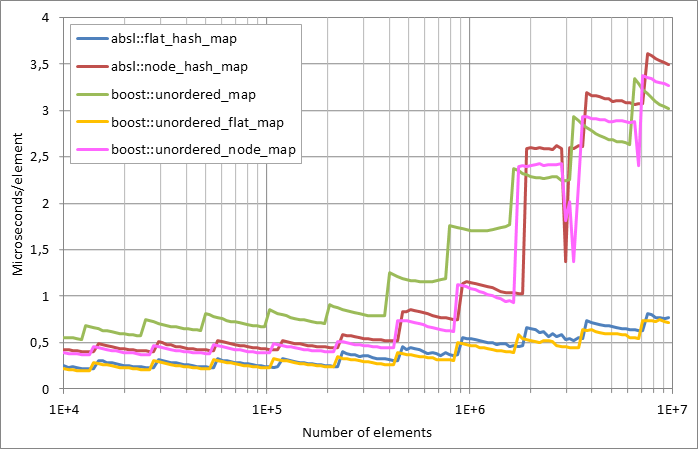 4
3,5
3
2,5
2
1,5
1
0,5
0
Microseconds/element
absl::flat_hash_map
absl::node_hash_map
boost::unordered_map
boost::unordered_flat_map
boost::unordered_node_map
1E+4 1E+5 1E+6 1E+7
Number of elements